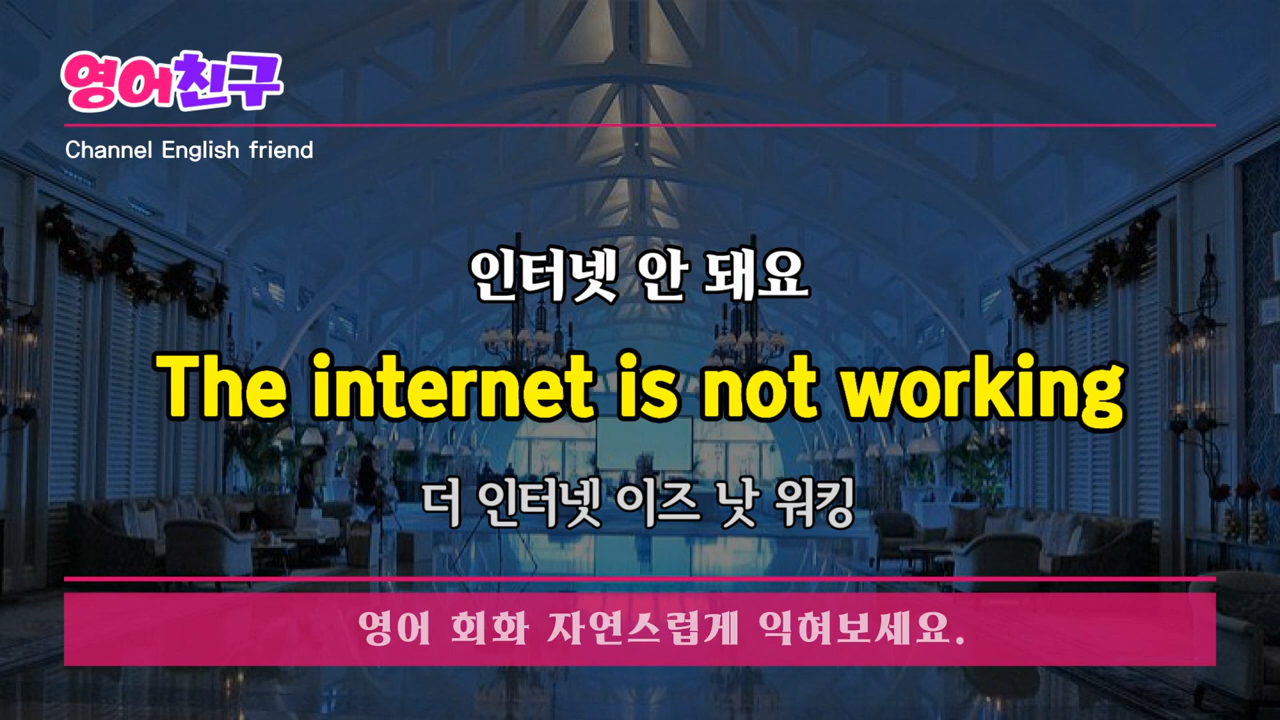 영어친구
Channel English friend
인터넷 안 돼요
The internet is not working
더 인터넷 이즈 낫 워킹
영어 회화 자연스럽게 익혀보세요.